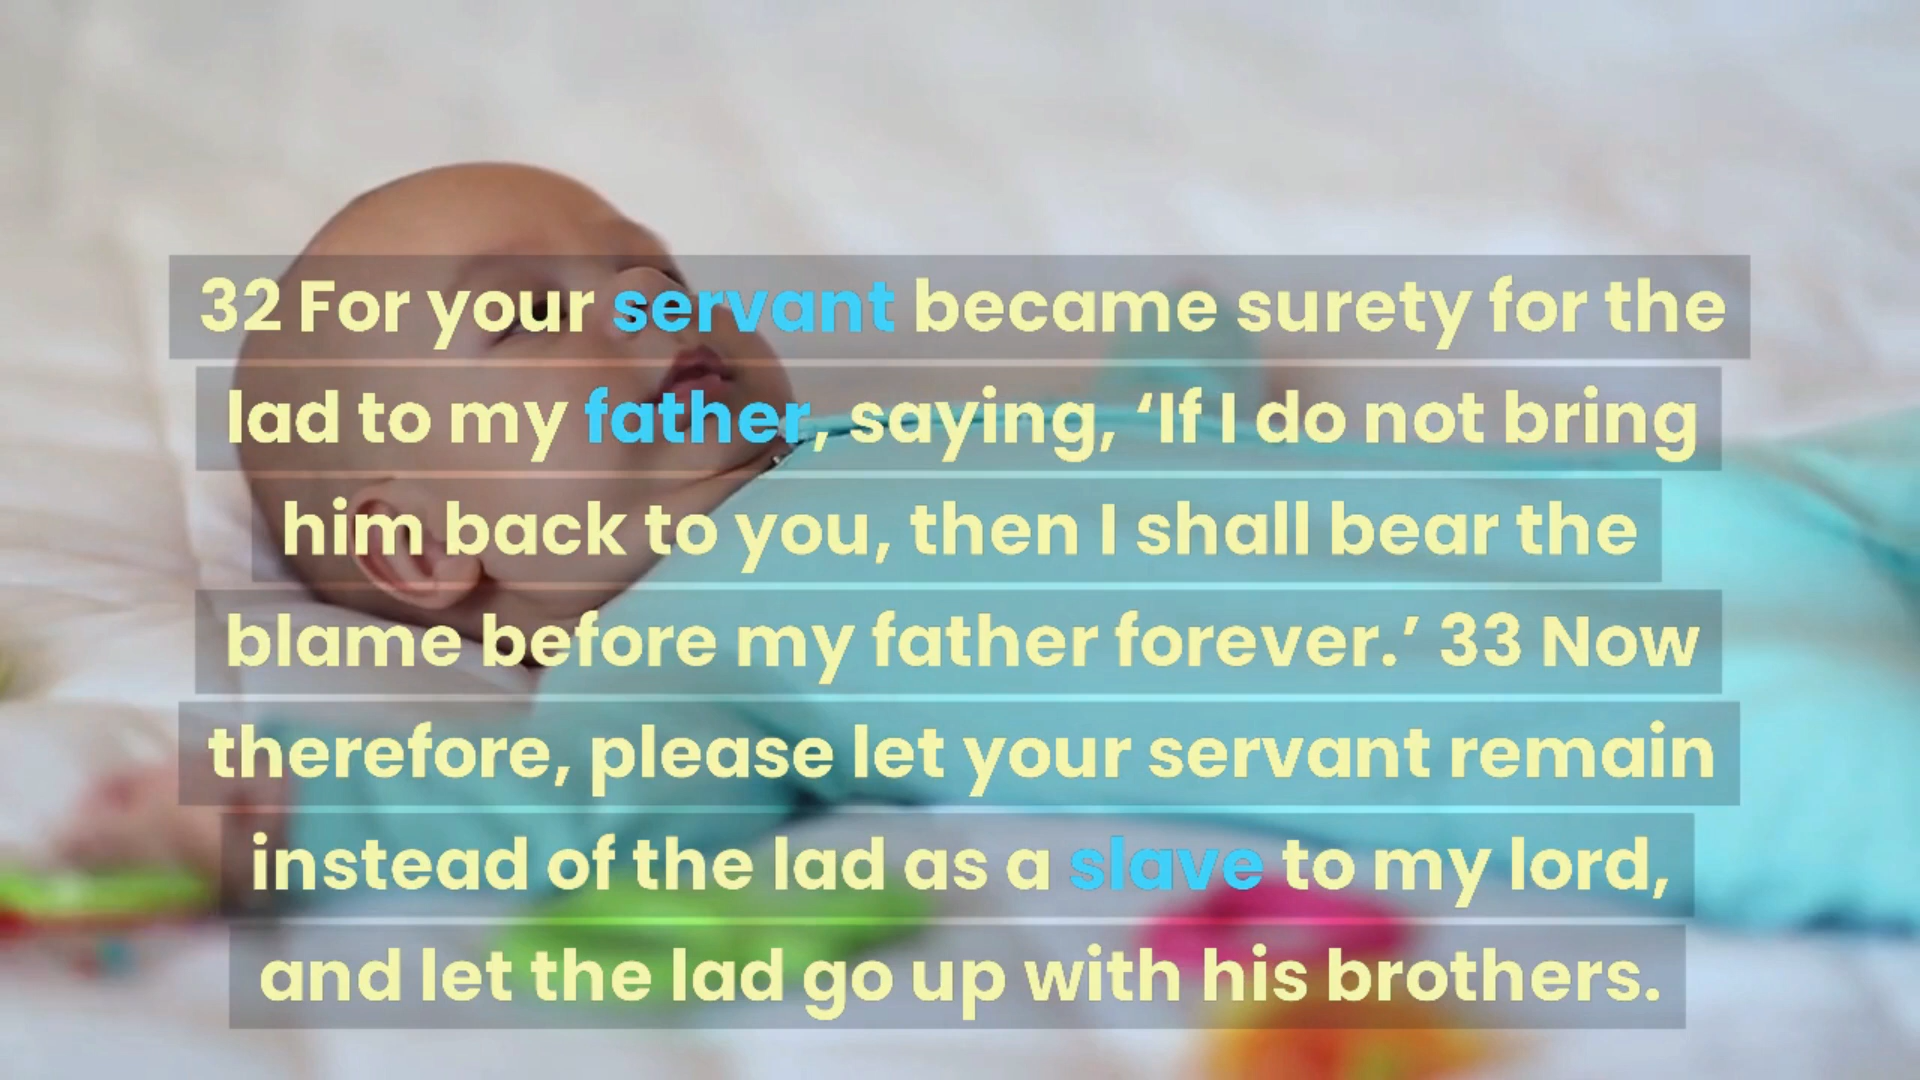 32 For your servant became surety for the
lad to my father, saying, ‘If I do not bring
him back to you, then I shall bear the
blame before my father forever.’ 33 Now
therefore, please let your servant remain
instead of the lad as a slave to my lord,
and let the lad go up with his brothers.